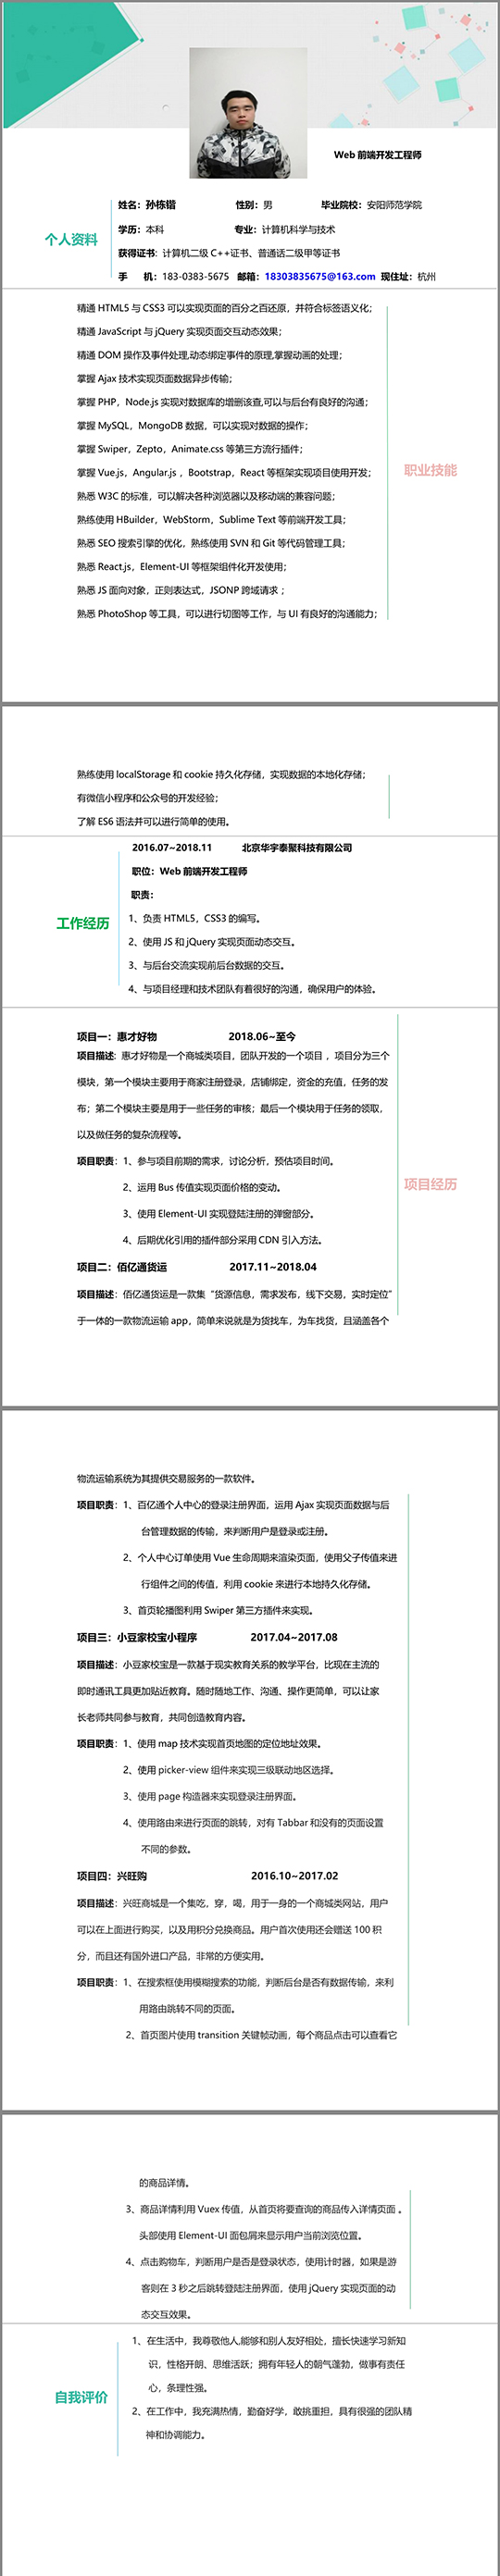 Web 前端开发工程师
姓名：孙栋锴 性别：男 毕业院校：安阳师范学院
个人资料
学历：本科 专业：计算机科学与技术
获得证书：计算机二级 C++证书、普通话二级甲等证书
手 机：183-0383-5675 邮箱：18303835675@163.com 现住址：杭州
精通 HTML5 与 CSS3 可以实现页面的百分之百还原，并符合标签语义化；
精通 JavaScript 与 jQuery 实现页面交互动态效果；
精通 DOM 操作及事件处理,动态绑定事件的原理,掌握动画的处理；
掌握 Ajax 技术实现页面数据异步传输；
掌握 PHP，Node.js 实现对数据库的增删该查,可以与后台有良好的沟通；
掌握 MySQL，MongoDB 数据，可以实现对数据的操作；
掌握 Swiper，Zepto，Animate.css 等第三方流行插件；
掌握 Vue.js，Angular.js ，Bootstrap，React 等框架实现项目使用开发；
职业技能
熟悉 W3C 的标准，可以解决各种浏览器以及移动端的兼容问题；
熟练使用 HBuilder，WebStorm，Sublime Text 等前端开发工具；
熟悉 SEO 搜索引擎的优化，熟练使用 SVN 和 Git 等代码管理工具；
熟悉 React.js，Element-UI 等框架组件化开发使用；
熟悉 JS 面向对象，正则表达式，JSONP 跨域请求 ；
熟悉 PhotoShop 等工具，可以进行切图等工作，与 UI 有良好的沟通能力；
熟练使用 localStorage 和 cookie 持久化存储，实现数据的本地化存储；
有微信小程序和公众号的开发经验；
了解 ES6 语法并可以进行简单的使用。
2016.07~2018.11 北京华宇泰聚科技有限公司
职位：Web 前端开发工程师
职责：
工作经历
1、负责 HTML5，CSS3 的编写。
2、使用 JS 和 jQuery 实现页面动态交互。
3、与后台交流实现前后台数据的交互。
4、与项目经理和技术团队有着很好的沟通，确保用户的体验。
项目一：惠才好物 2018.06~至今
项目描述：惠才好物是一个商城类项目，团队开发的一个项目 ，项目分为三个
模块，第一个模块主要用于商家注册登录，店铺绑定，资金的充值，任务的发
布；第二个模块主要是用于一些任务的审核；最后一个模块用于任务的领取，
以及做任务的复杂流程等。
项目职责：1、参与项目前期的需求，讨论分析，预估项目时间。
项目经历
2、运用 Bus 传值实现页面价格的变动。
3、使用 Element-UI 实现登陆注册的弹窗部分。
4、后期优化引用的插件部分采用 CDN 引入方法。
项目二：佰亿通货运 2017.11~2018.04
项目描述：佰亿通货运是一款集“货源信息，需求发布，线下交易，实时定位”
于一体的一款物流运输 app，简单来说就是为货找车，为车找货，且涵盖各个
物流运输系统为其提供交易服务的一款软件。
项目职责：1、百亿通个人中心的登录注册界面，运用 Ajax 实现页面数据与后
台管理数据的传输，来判断用户是登录或注册。
2、个人中心订单使用 Vue 生命周期来渲染页面，使用父子传值来进
行组件之间的传值，利用 cookie 来进行本地持久化存储。
3、首页轮播图利用 Swiper 第三方插件来实现。
项目三：小豆家校宝小程序 2017.04~2017.08
项目描述：小豆家校宝是一款基于现实教育关系的教学平台，比现在主流的
即时通讯工具更加贴近教育。随时随地工作、沟通、操作更简单，可以让家
长老师共同参与教育，共同创造教育内容。
项目职责：1、使用 map 技术实现首页地图的定位地址效果。
2、使用 picker-view 组件来实现三级联动地区选择。
3、使用 page 构造器来实现登录注册界面。
4、使用路由来进行页面的跳转，对有 Tabbar 和没有的页面设置
不同的参数。
项目四：兴旺购 2016.10~2017.02
项目描述：兴旺商城是一个集吃，穿，喝，用于一身的一个商城类网站，用户
可以在上面进行购买，以及用积分兑换商品。用户首次使用还会赠送 100 积
分，而且还有国外进口产品，非常的方便实用。
项目职责：1、在搜索框使用模糊搜索的功能，判断后台是否有数据传输，来利
用路由跳转不同的页面。
2、首页图片使用 transition 关键帧动画，每个商品点击可以查看它
的商品详情。
3、商品详情利用 Vuex 传值，从首页将要查询的商品传入详情页面 。
头部使用 Element-UI 面包屑来显示用户当前浏览位置。
4、点击购物车，判断用户是否是登录状态，使用计时器，如果是游
客则在 3 秒之后跳转登陆注册界面，使用 jQuery 实现页面的动
态交互效果。
1、在生活中，我尊敬他人,能够和别人友好相处，擅长快速学习新知
识，性格开朗、思维活跃；拥有年轻人的朝气蓬勃，做事有责任
心，条理性强。
自我评价
2、在工作中，我充满热情，勤奋好学，敢挑重担，具有很强的团队精
神和协调能力。